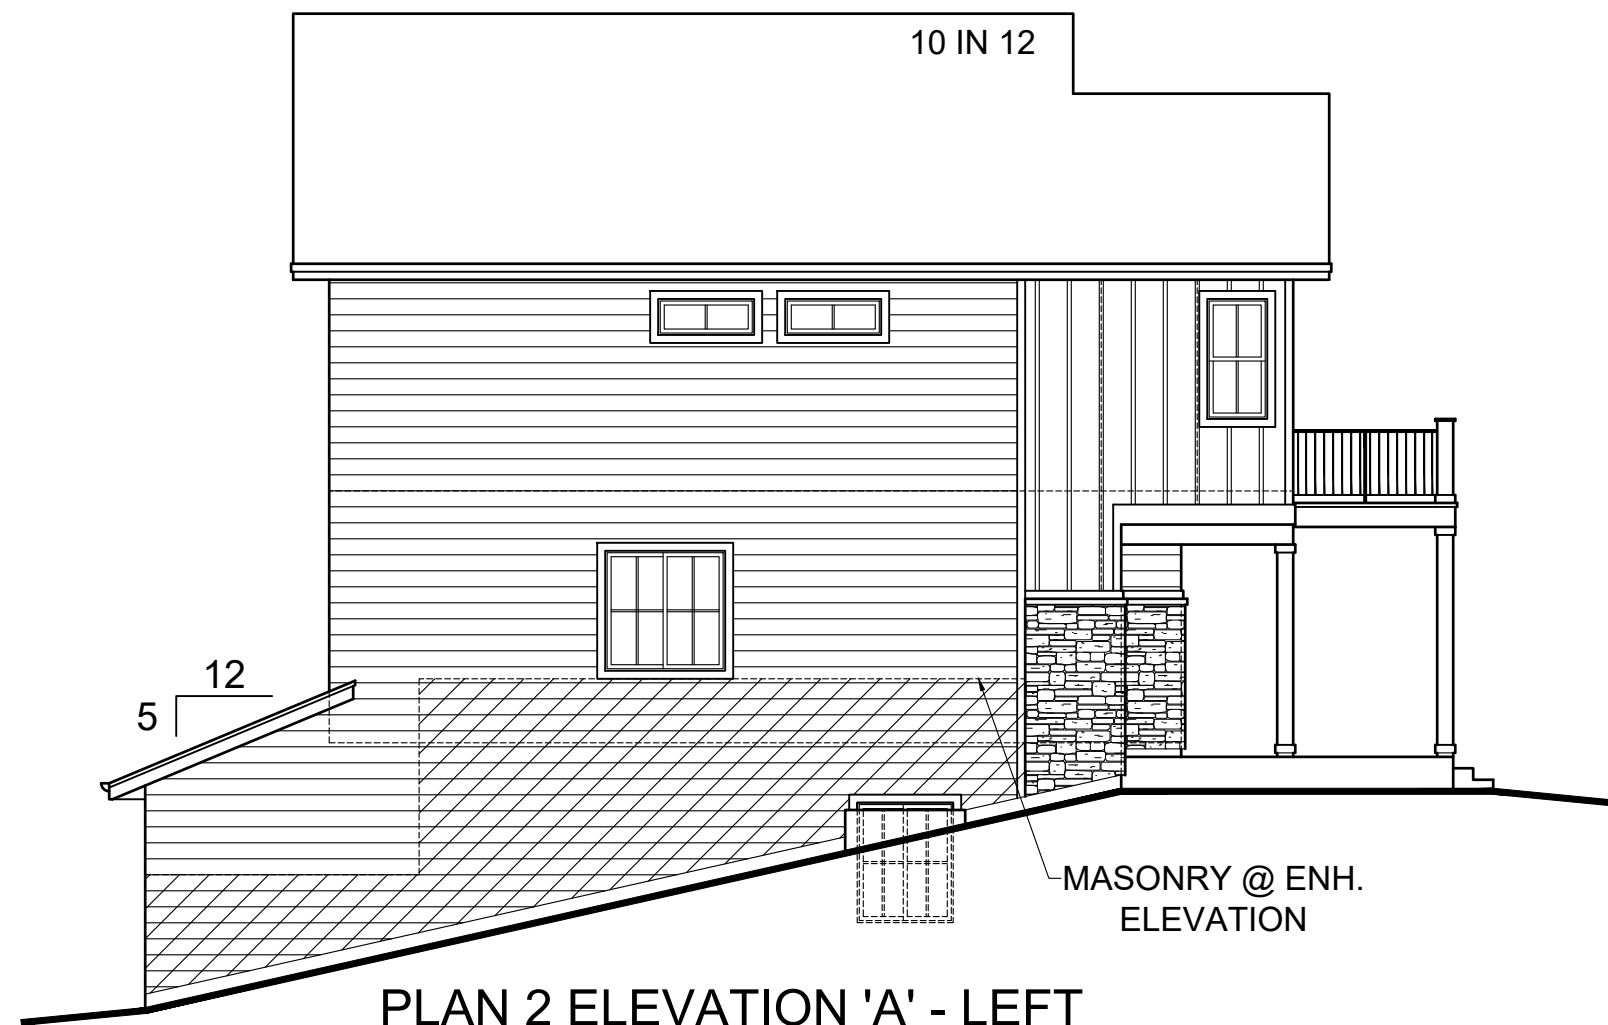 10 IN 12
12
5
MASONRY @ ENH.
ELEVATION
PLAN 2 ELEVATION 'A' - LEFT